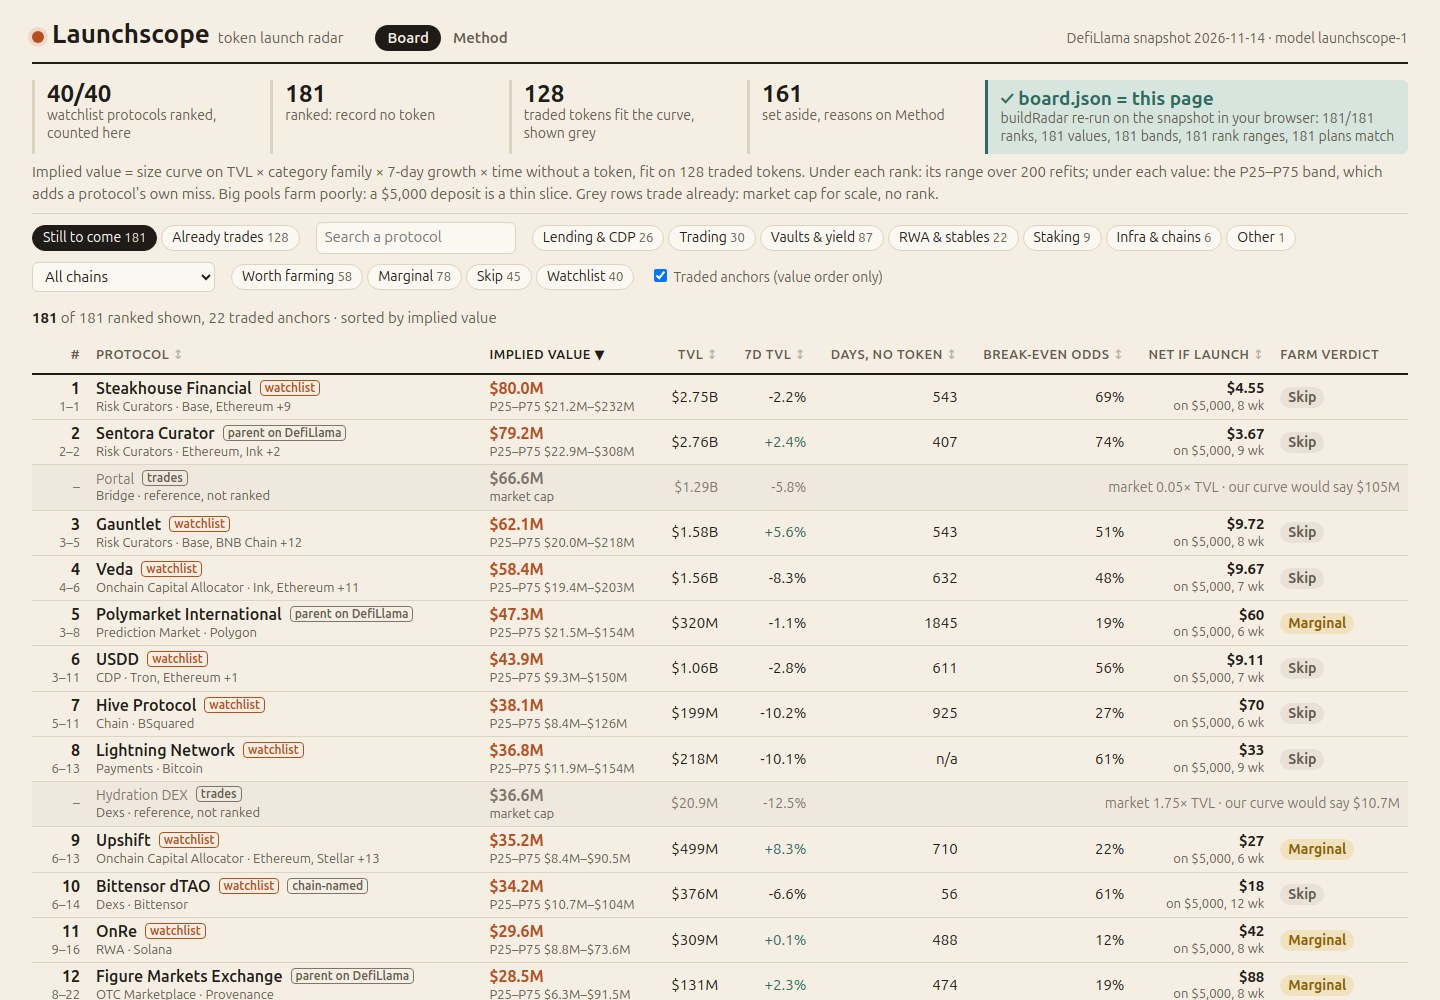 Launchscope token launch radar Board Method DefiLlama snapshot 2026-11-14 · model launchscope-1
40/40
watchlist protocols ranked,
counted here
181
ranked: record no token
128
traded tokens fit the curve,
shown grey
161
set aside, reasons on Method
✓ board.json = this page
buildRadar re-run on the snapshot in your browser: 181/181
ranks, 181 values, 181 bands, 181 rank ranges, 181 plans match
Implied value = size curve on TVL × category family × 7-day growth × time without a token, fit on 128 traded tokens. Under each rank: its range over 200 refits; under each value: the P25–P75 band, which
adds a protocol's own miss. Big pools farm poorly: a $5,000 deposit is a thin slice. Grey rows trade already: market cap for scale, no rank.
Still to come 181 Already trades 128 Search a protocol Lending & CDP 26 Trading 30 Vaults & yield 87 RWA & stables 22 Staking 9 Infra & chains 6 Other 1
All chains Worth farming 58 Marginal 78 Skip 45 Watchlist 40 Traded anchors (value order only)
181 of 181 ranked shown, 22 traded anchors · sorted by implied value
# PROTOCOL ↕ IMPLIED VALUE ▼ TVL ↕ 7D TVL ↕ DAYS, NO TOKEN ↕ BREAK-EVEN ODDS ↕ NET IF LAUNCH ↕ FARM VERDICT
1 Steakhouse Financial watchlist $80.0M $2.75B -2.2% 543 69% $4.55 Skip
1–1 Risk Curators · Base, Ethereum +9 P25–P75 $21.2M–$232M on $5,000, 8 wk
2 Sentora Curator parent on DefiLlama $79.2M $2.76B +2.4% 407 74% $3.67 Skip
2–2 Risk Curators · Ethereum, Ink +2 P25–P75 $22.9M–$308M on $5,000, 9 wk
– Portal trades $66.6M $1.29B -5.8% market 0.05× TVL · our curve would say $105M
Bridge · reference, not ranked market cap
3 Gauntlet watchlist $62.1M $1.58B +5.6% 543 51% $9.72 Skip
3–5 Risk Curators · Base, BNB Chain +12 P25–P75 $20.0M–$218M on $5,000, 8 wk
4 Veda watchlist $58.4M $1.56B -8.3% 632 48% $9.67 Skip
4–6 Onchain Capital Allocator · Ink, Ethereum +11 P25–P75 $19.4M–$203M on $5,000, 7 wk
5 Polymarket International parent on DefiLlama $47.3M $320M -1.1% 1845 19% $60 Marginal
3–8 Prediction Market · Polygon P25–P75 $21.5M–$154M on $5,000, 6 wk
6 USDD watchlist $43.9M $1.06B -2.8% 611 56% $9.11 Skip
3–11 CDP · Tron, Ethereum +1 P25–P75 $9.3M–$150M on $5,000, 7 wk
7 Hive Protocol watchlist $38.1M $199M -10.2% 925 27% $70 Skip
5–11 Chain · BSquared P25–P75 $8.4M–$126M on $5,000, 6 wk
8 Lightning Network watchlist $36.8M $218M -10.1% n/a 61% $33 Skip
6–13 Payments · Bitcoin P25–P75 $11.9M–$154M on $5,000, 9 wk
– Hydration DEX trades $36.6M $20.9M -12.5% market 1.75× TVL · our curve would say $10.7M
Dexs · reference, not ranked market cap
9 Upshift watchlist $35.2M $499M +8.3% 710 22% $27 Marginal
6–13 Onchain Capital Allocator · Ethereum, Stellar +13 P25–P75 $8.4M–$90.5M on $5,000, 6 wk
10 Bittensor dTAO watchlist chain-named $34.2M $376M -6.6% 56 61% $18 Skip
6–14 Dexs · Bittensor P25–P75 $10.7M–$104M on $5,000, 12 wk
11 OnRe watchlist $29.6M $309M +0.1% 488 12% $42 Marginal
9–16 RWA · Solana P25–P75 $8.8M–$73.6M on $5,000, 8 wk
12 Figure Markets Exchange parent on DefiLlama $28.5M $131M +2.3% 474 19% $88 Marginal
8–22 OTC Marketplace · Provenance P25–P75 $6.3M–$91.5M on $5,000, 8 wk